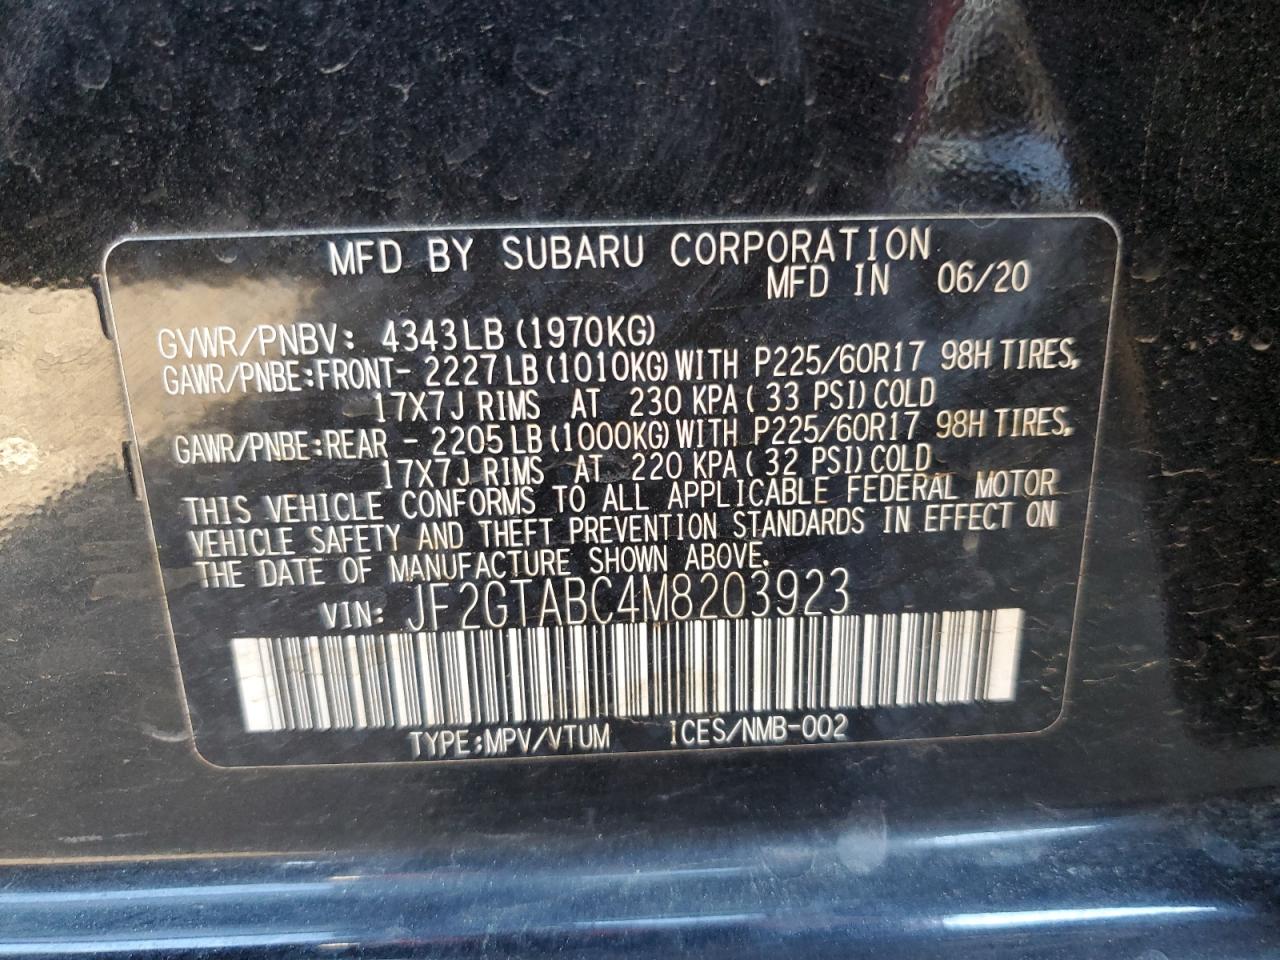 MFD BY SUBARU CORPORATION
MFD IN 06/20
GVWR/PNBV: 4343LB (1970KG)
GAWR/PNBE:FRONT- 2227LB (1010KG) WITH P225/60R17 98H TIRES,
17X7J RIMS AT 230 KPA ( 33 PSI) COLD
GAWR/PNBE:REAR - 2205LB (1000KG) WITH P225/60R17 98H TIRES,
17X7J RIMS AT 220 KPA ( 32 PSI) COLD
THIS VEHICLE CONFORMS TO ALL APPLICABLE FEDERAL MOTOR
VEHICLE SAFETY AND THEFT PREVENTION STANDARDS IN EFFECT ON
THE DATE OF MANUFACTURE SHOWN ABOVE.
VIN: JF2GTABC4M8203923
TYPE:MPV/VTUM ICES/NMB-002